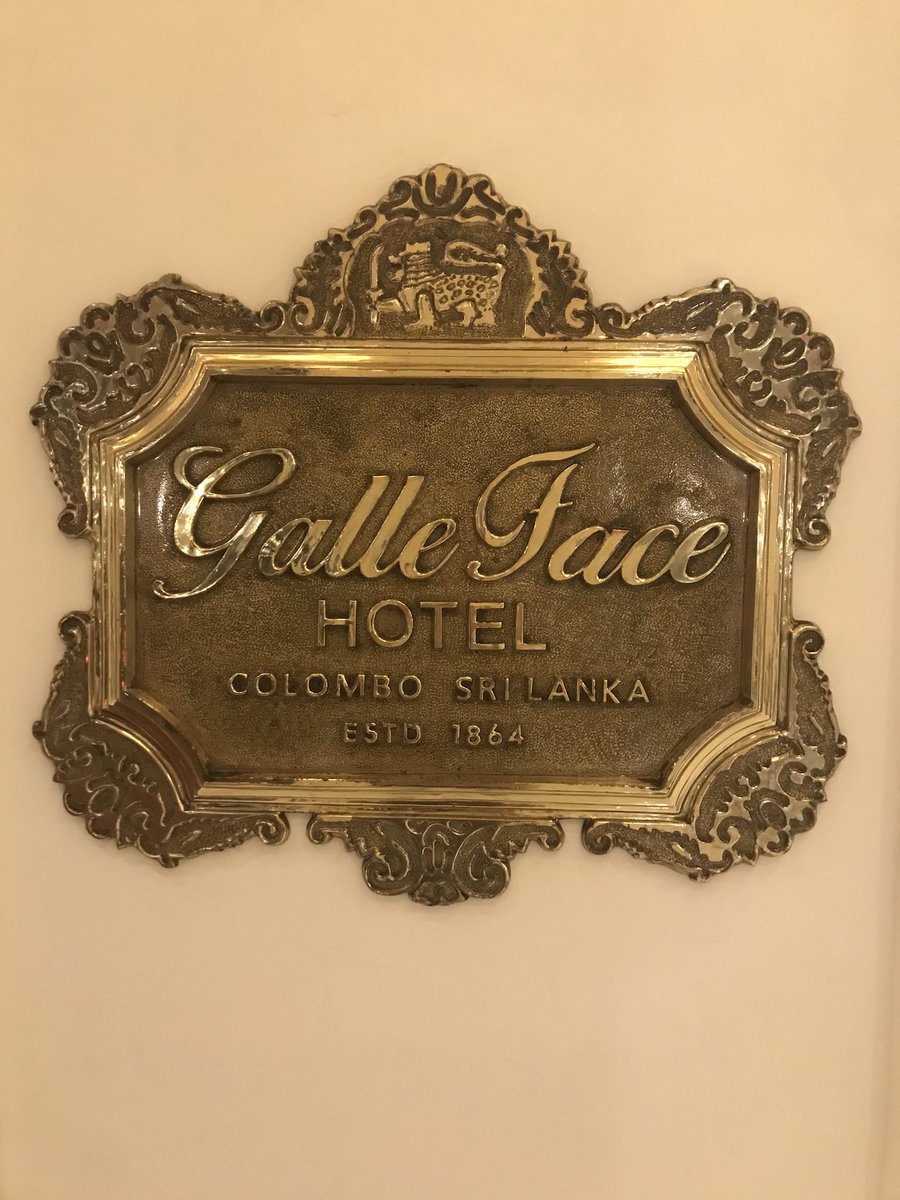 Galle Face
HOTEL
COLOMBO SRI LANKA
ESTD 1864